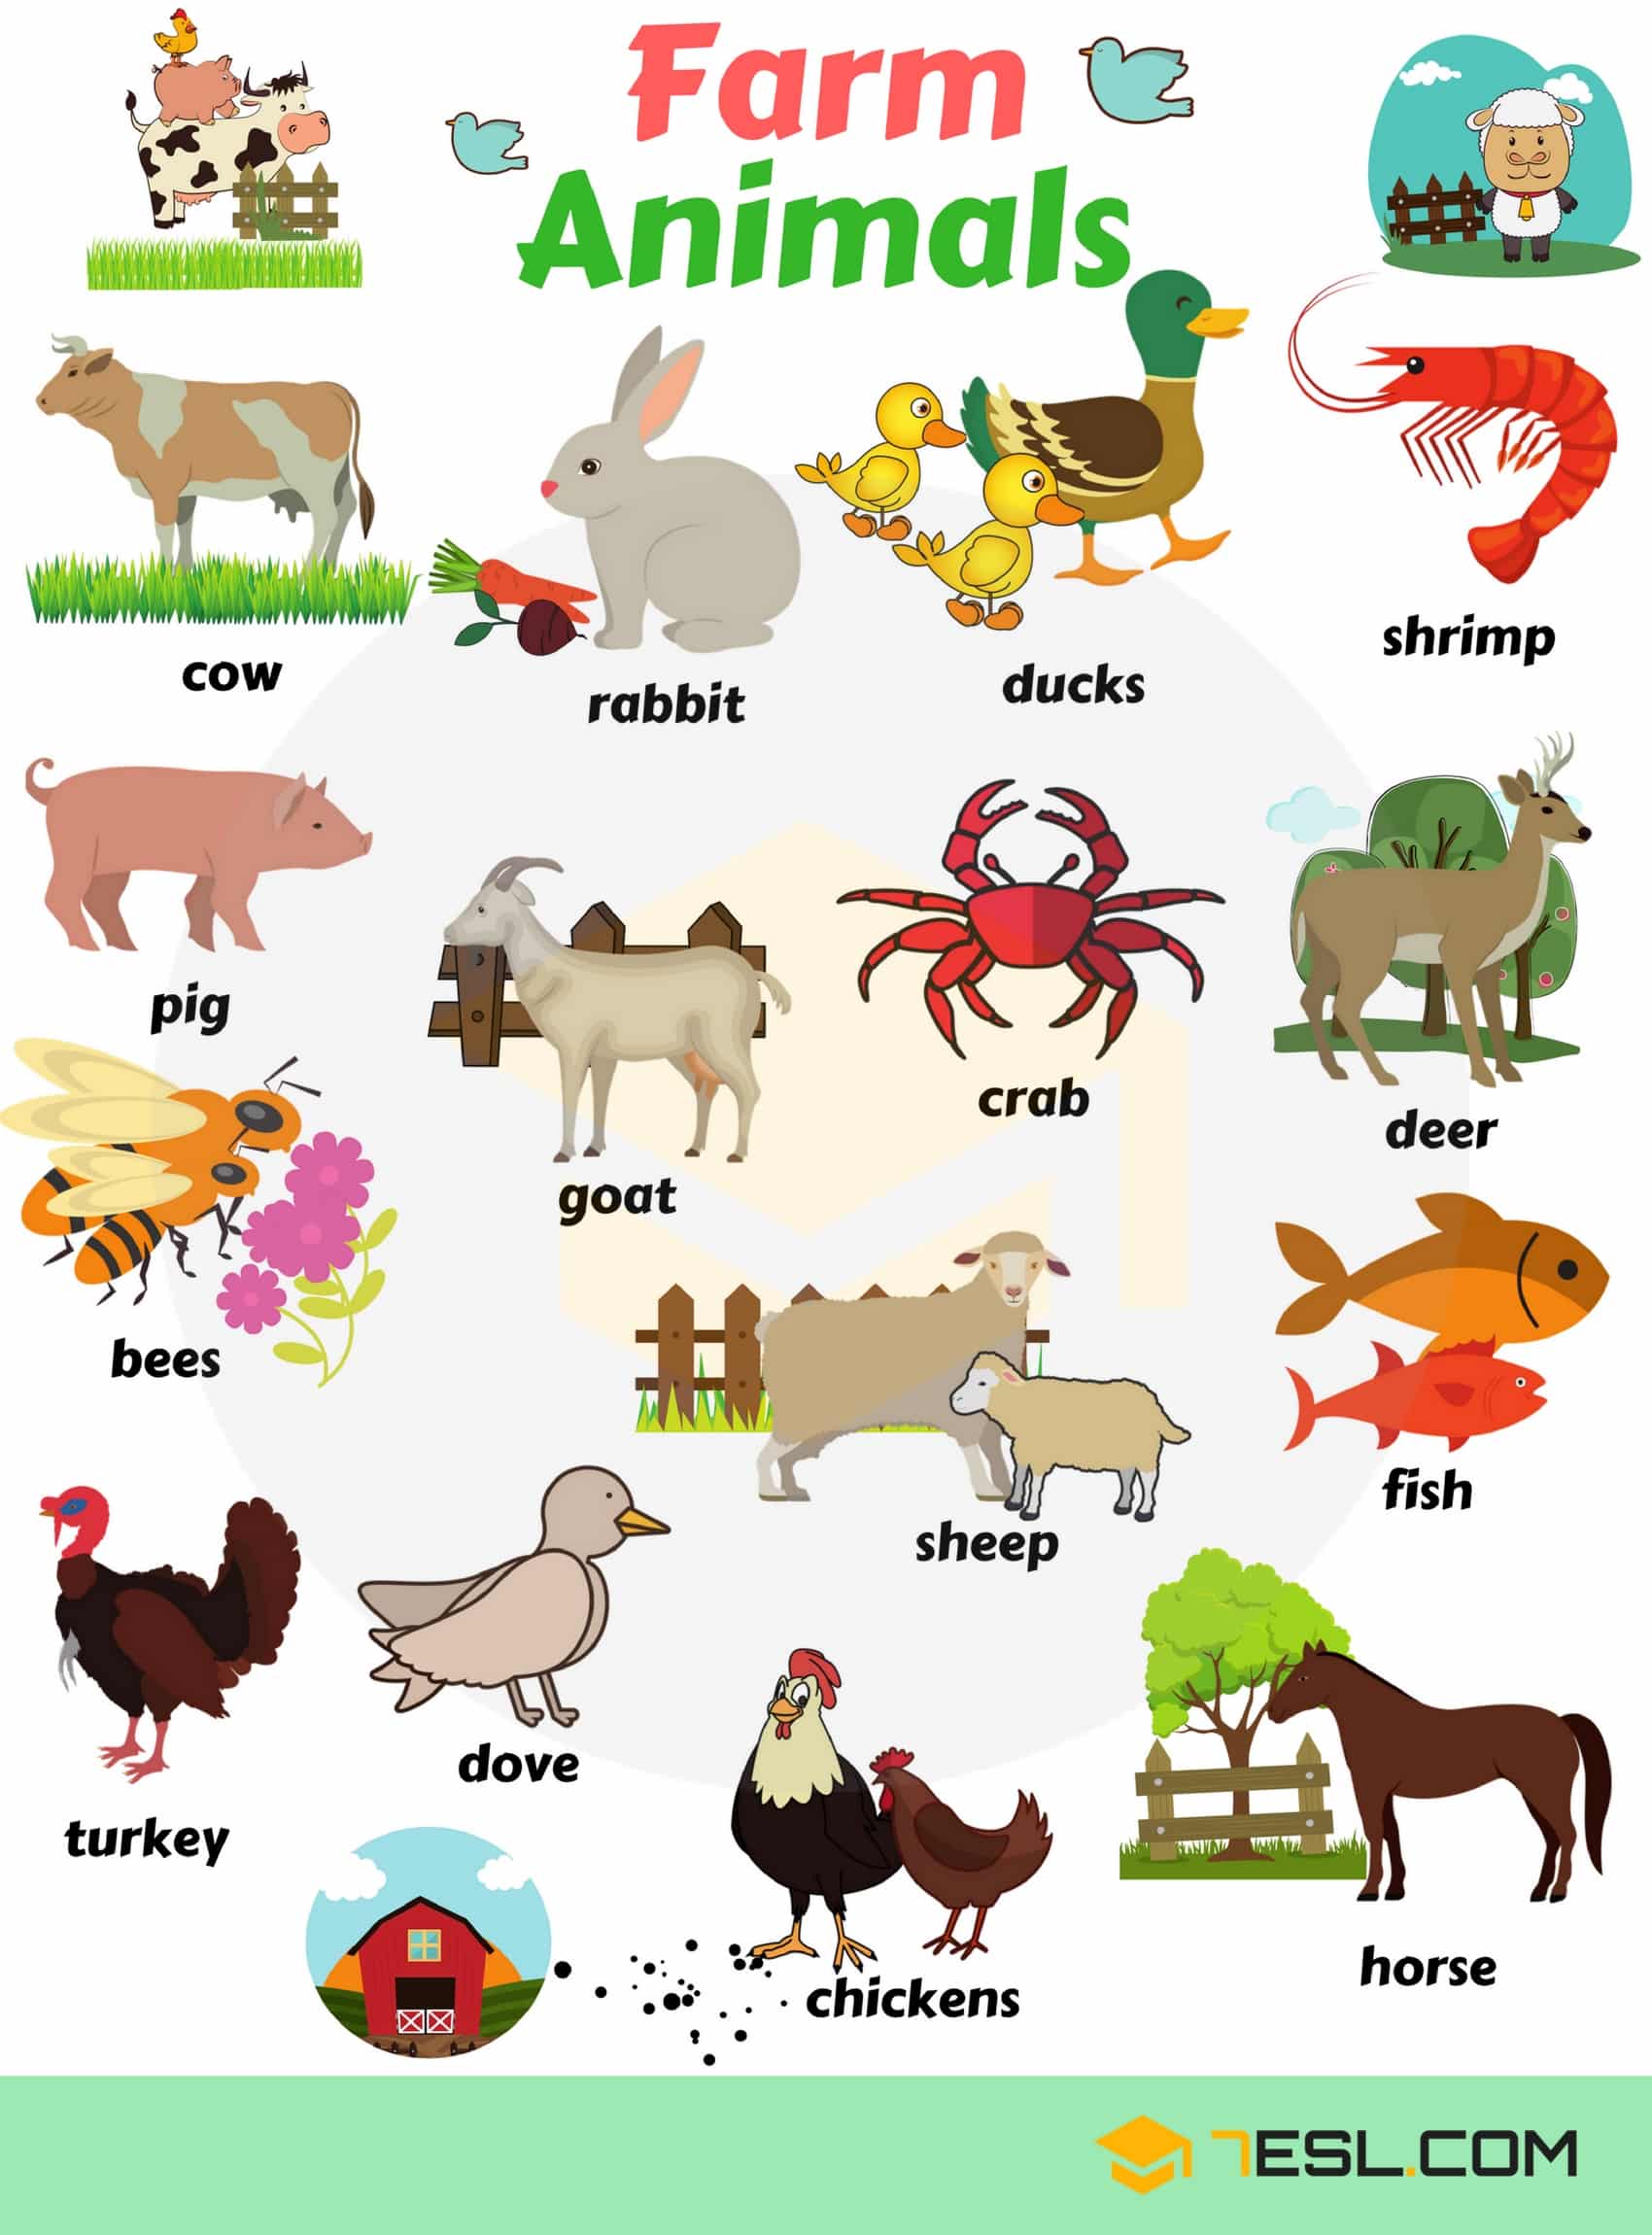 Farm
Animals
cow
rabbit
ducks
shrimp
pig
goat
crab
deer
bees
sheep
fish
turkey
dove
chickens
horse
7ESL.COM